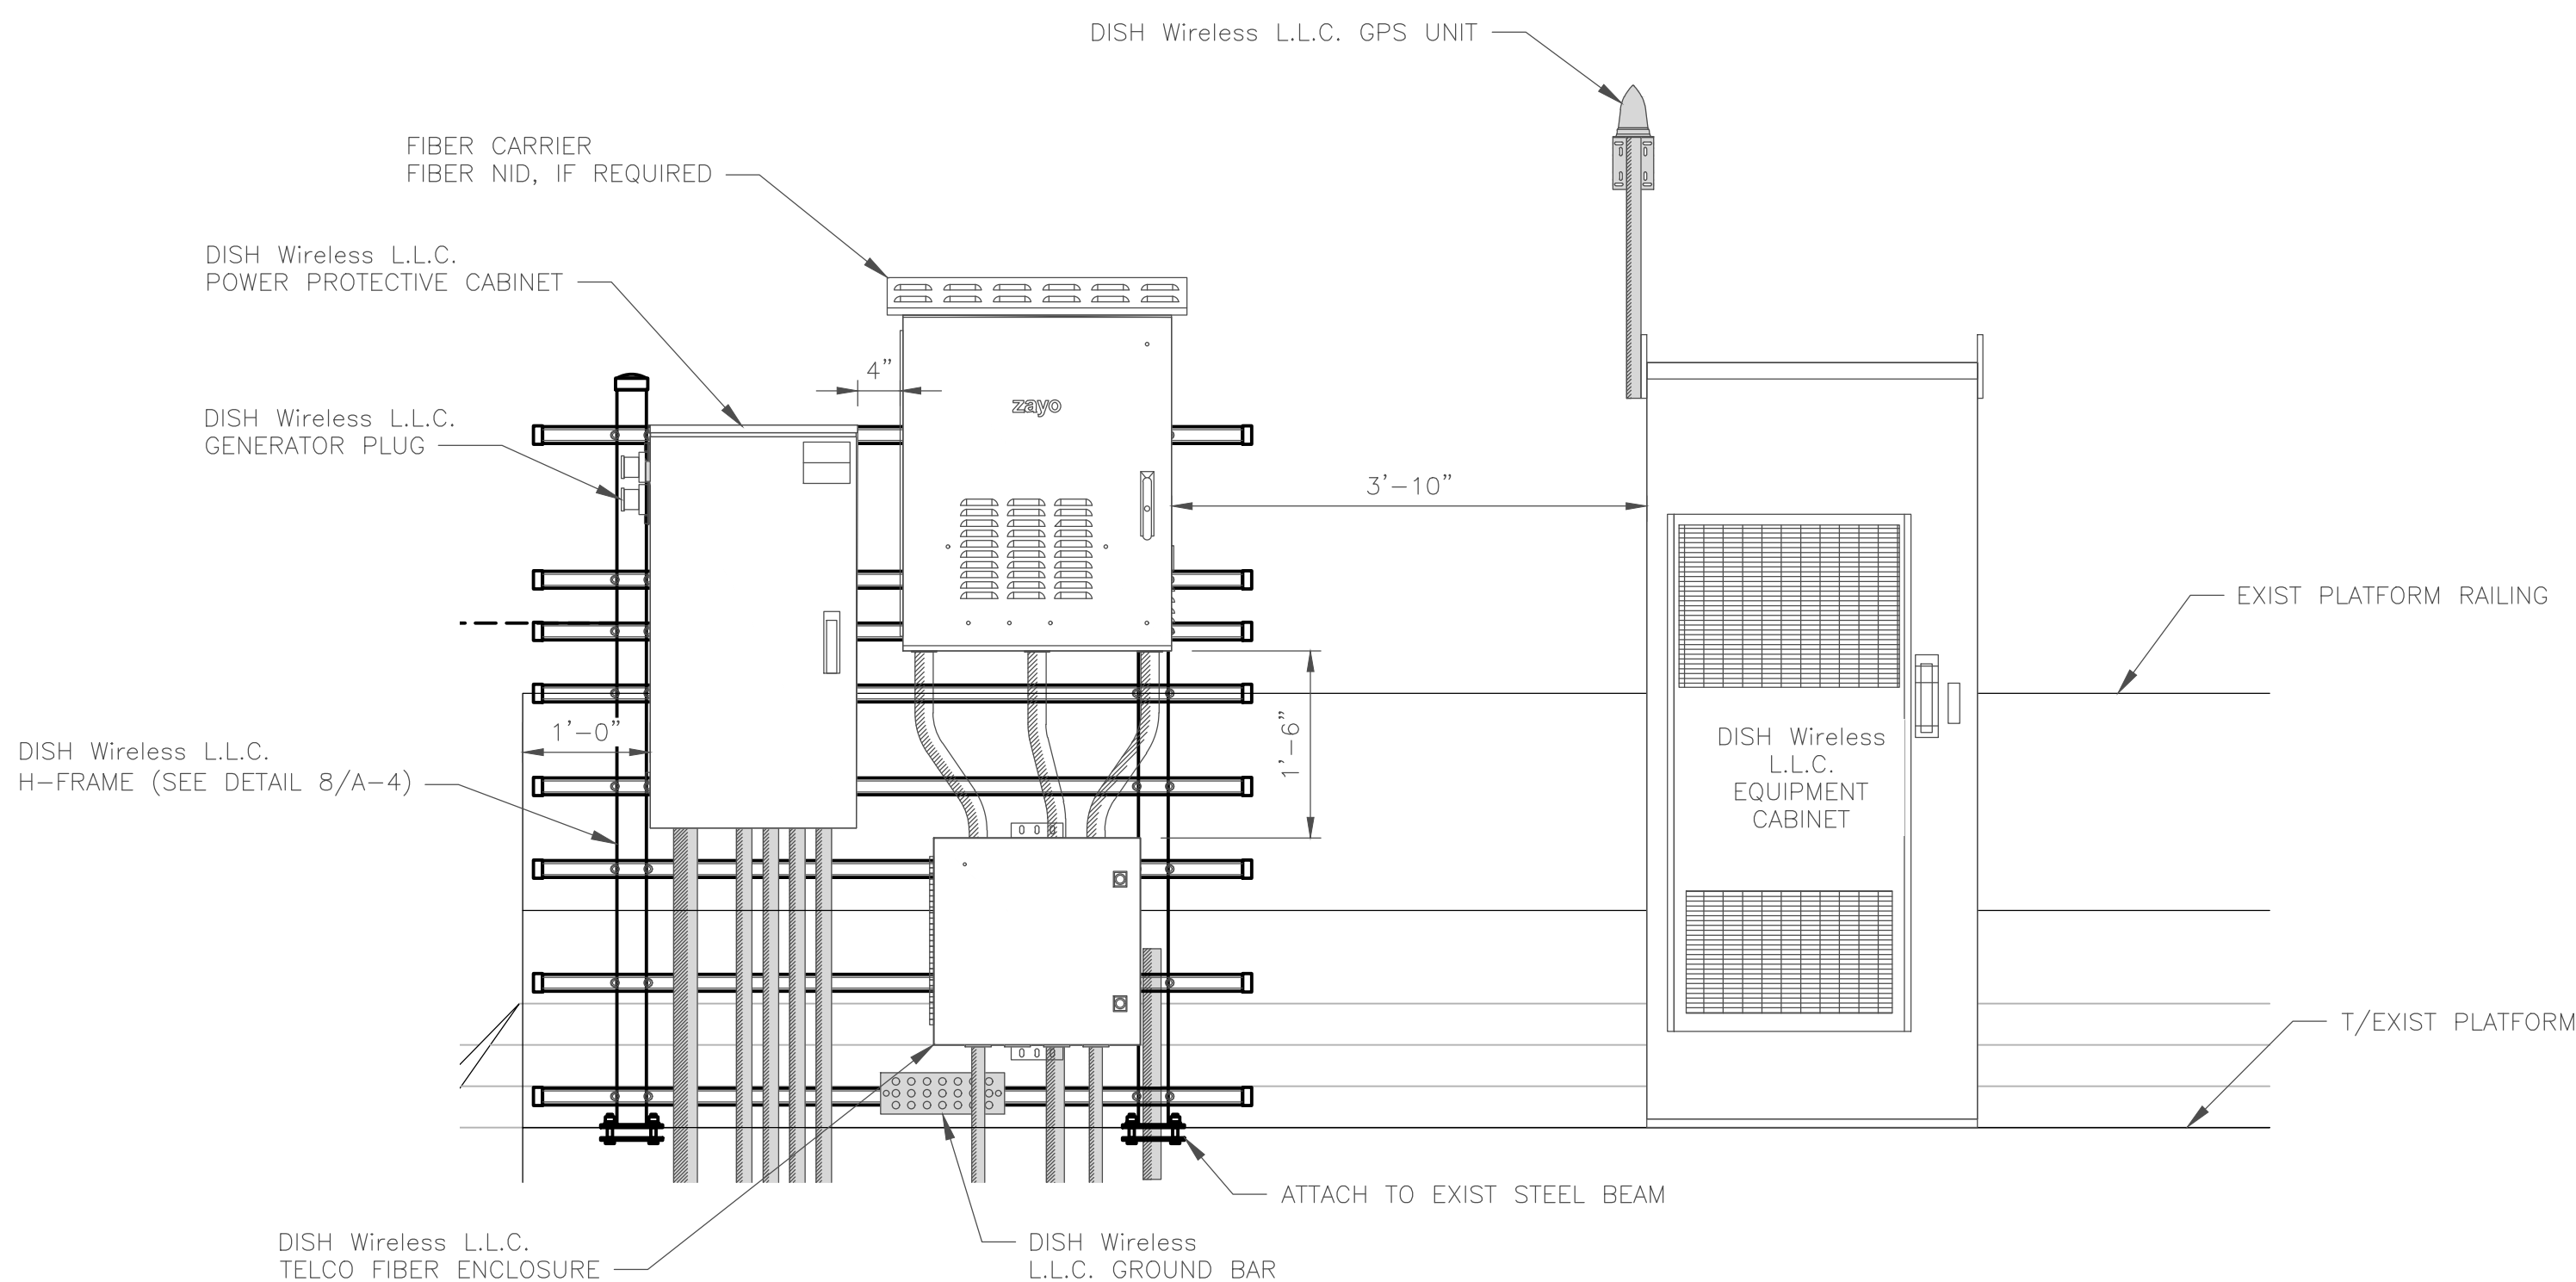 DISH Wireless L.L.C. GPS UNIT
FIBER CARRIER
FIBER NID, IF REQUIRED
DISH Wireless L.L.C.
POWER PROTECTIVE CABINET
4”
zayo
DISH Wireless L.L.C.
GENERATOR PLUG
3’-10”
EXIST PLATFORM RAILING
1’-0”
1’-6”
DISH Wireless L.L.C.
H-FRAME (SEE DETAIL 8/A-4)
DISH Wireless
L.L.C.
EQUIPMENT
CABINET
T/EXIST PLATFORM
ATTACH TO EXIST STEEL BEAM
DISH Wireless L.L.C.
TELCO FIBER ENCLOSURE
DISH Wireless
L.L.C. GROUND BAR